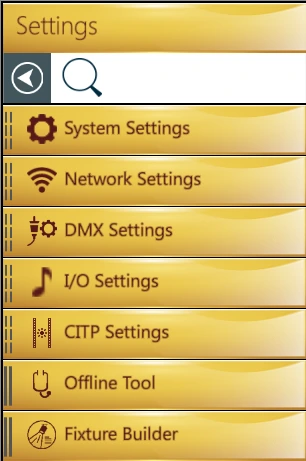 Settings
System Settings
Network Settings
DMX Settings
I/O Settings
CITP Settings
Offline Tool
Fixture Builder